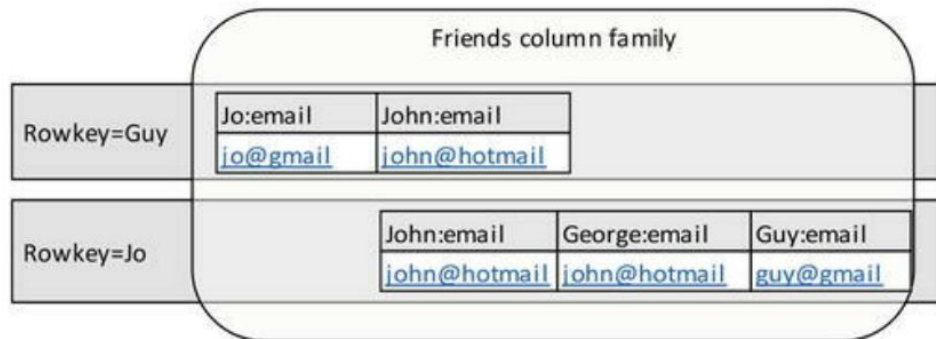 Friends column family
Rowkey=Guy
Jo:email John:email
jo@gmail john@hotmail
Rowkey=Jo
John:email George:email Guy:email
john@hotmail john@hotmail guy@gmail